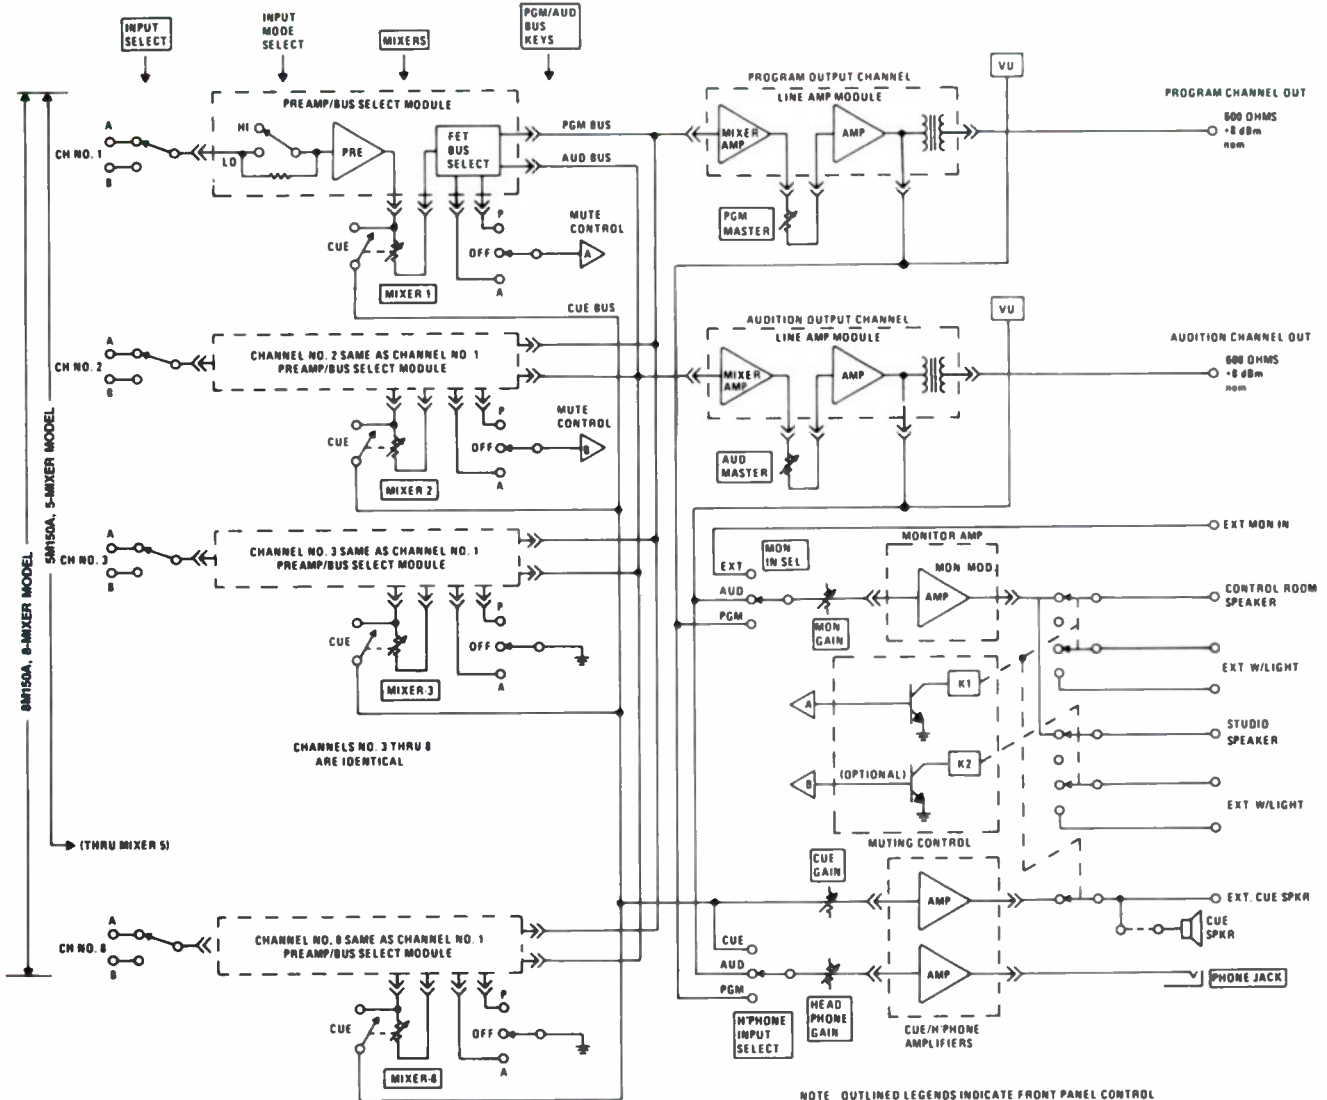 INPUT
SELECT
INPUT
MODE
SELECT
MIXERS
PGM/AUD
BUS
KEYS
8M150A, 8-MIXER MODEL
5M150A, 5-MIXER MODEL
A
CH NO. 1
B
PREAMP/BUS SELECT MODULE
HI
LO
PRE
FET
BUS
SELECT
PGM BUS
AUD BUS
CUE
MIXER 1
P
OFF
A
MUTE
CONTROL
A
CUE BUS
A
CH NO. 2
B
CHANNEL NO. 2 SAME AS CHANNEL NO. 1
PREAMP/BUS SELECT MODULE
CUE
MIXER 2
P
OFF
A
MUTE
CONTROL
B
A
CH NO. 3
B
CHANNEL NO. 3 SAME AS CHANNEL NO. 1
PREAMP/BUS SELECT MODULE
CUE
MIXER-3
P
OFF
A
CHANNELS NO. 3 THRU 8
ARE IDENTICAL
(THRU MIXER 5)
A
CH NO. 8
B
CHANNEL NO. 8 SAME AS CHANNEL NO. 1
PREAMP/BUS SELECT MODULE
CUE
MIXER-8
P
OFF
A
PROGRAM OUTPUT CHANNEL
LINE AMP MODULE
MIXER
AMP
AMP
PGM
MASTER
VU
PROGRAM CHANNEL OUT
600 OHMS
+8 dBm
nom
AUDITION OUTPUT CHANNEL
LINE AMP MODULE
MIXER
AMP
AMP
AUD
MASTER
VU
AUDITION CHANNEL OUT
600 OHMS
+8 dBm
nom
EXT MON IN
MON
IN SEL
EXT
AUD
PGM
MON
GAIN
MONITOR AMP
MON MOD.
AMP
CONTROL ROOM
SPEAKER
EXT W/LIGHT
A
K1
B
(OPTIONAL)
K2
MUTING CONTROL
STUDIO
SPEAKER
EXT W/LIGHT
CUE
GAIN
AMP
EXT. CUE SPKR
CUE
SPKR
CUE
AUD
PGM
H'PHONE
INPUT
SELECT
HEAD
PHONE
GAIN
AMP
CUE/H'PHONE
AMPLIFIERS
PHONE JACK
NOTE OUTLINED LEGENDS INDICATE FRONT PANEL CONTROL